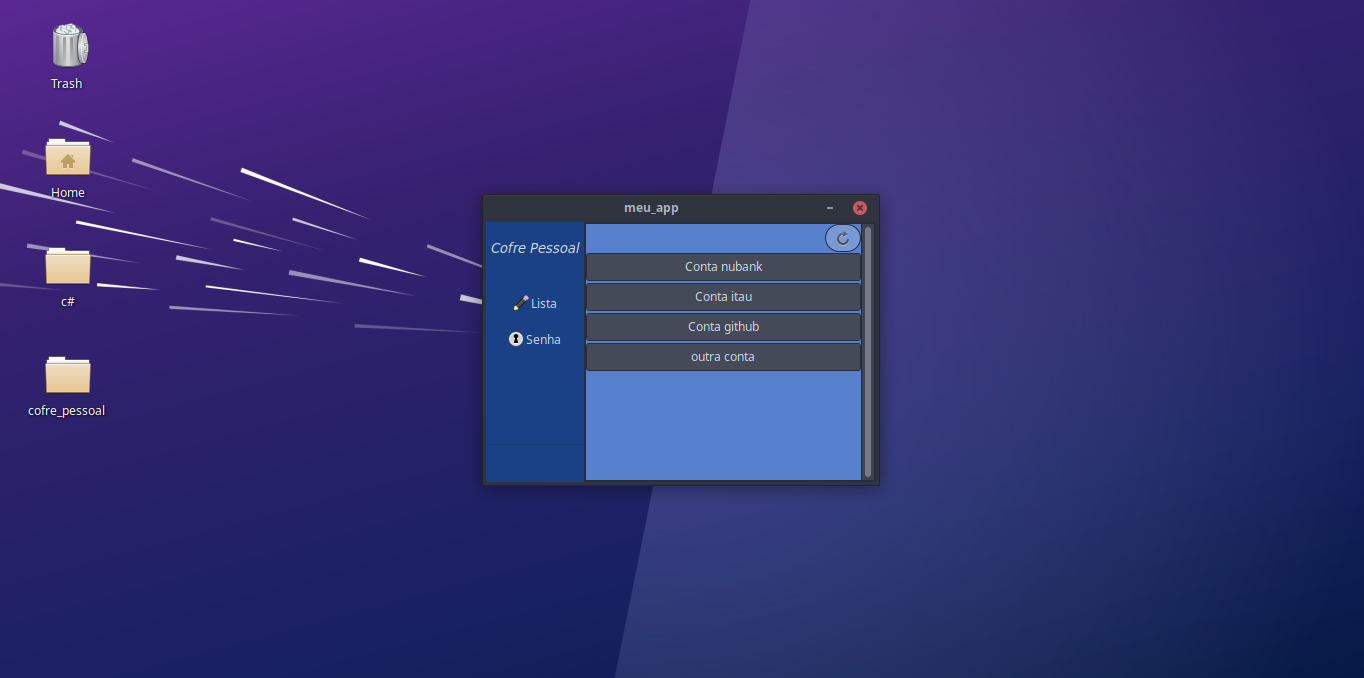 Trash
Home
c#
cofre_pessoal
meu_app
Cofre Pessoal
Lista
Senha
Conta nubank
Conta itau
Conta github
outra conta